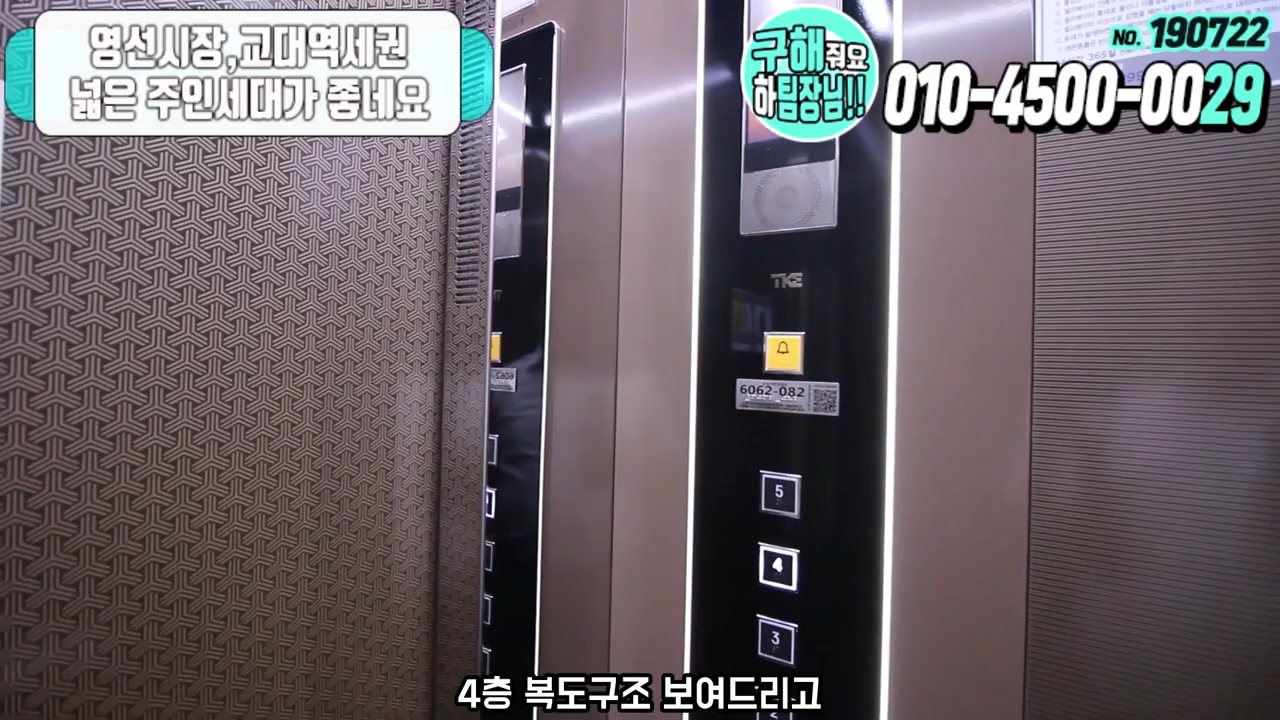 영선시장,교대역세권
넓은 주인세대가 좋네요
구해줘요
하팀장님!!
NO. 190722
010-4500-0029
TKE
6062-082
5
4
3
4층 복도구조 보여드리고